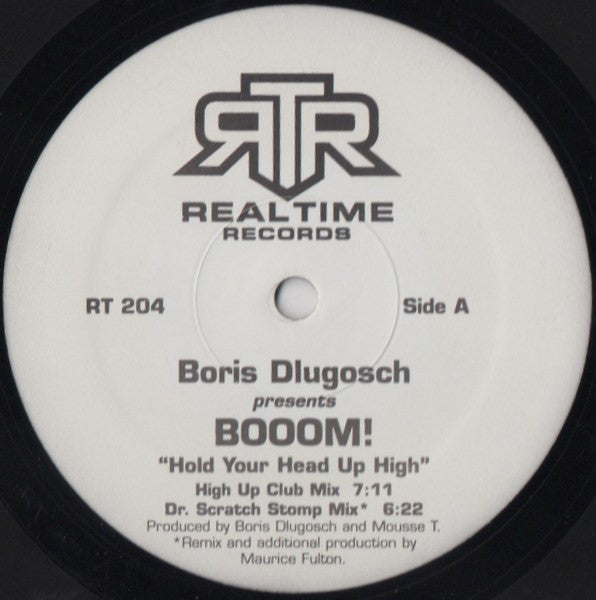 RTR
REALTIME
RECORDS
RT 204
Side A
Boris Dlugosch
presents
BOOOM!
"Hold Your Head Up High"
High Up Club Mix 7:11
Dr. Scratch Stomp Mix* 6:22
Produced by Boris Dlugosch and Mousse T.
*Remix and additional production by
Maurice Fulton.